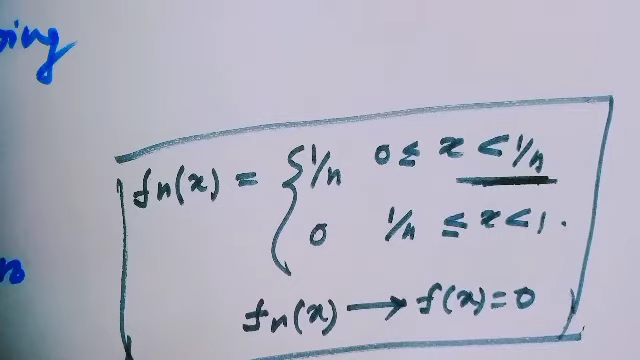 fn(x) = { 1/n 0 ≤ x < 1/n
0 1/n ≤ x < 1.
fn(x) → f(x) = 0